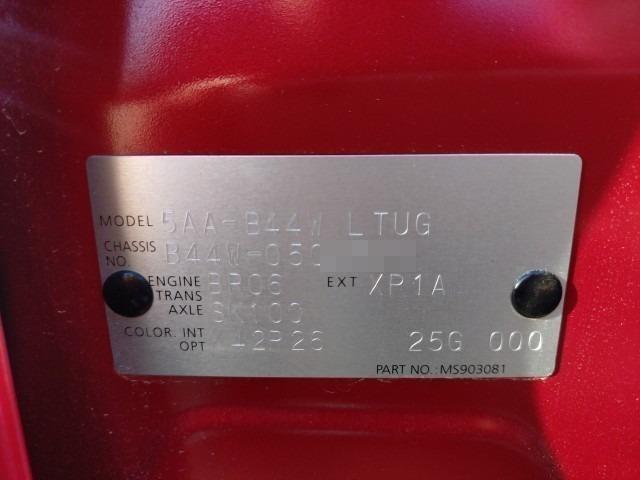 MODEL 5AA-B44W LTUG
CHASSIS NO. B44W-050
ENGINE BR06 EXT XP1A
TRANS AXLE
COLOR. INT 42P26 25G 000
OPT
PART NO.: MS903081